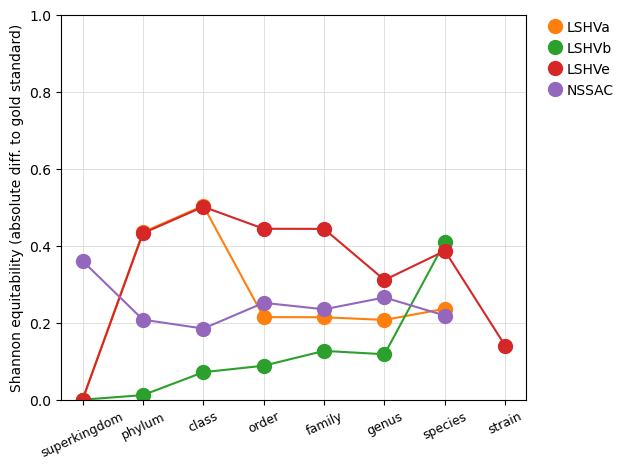 Shannon equitability (absolute diff. to gold standard)
1.0
0.8
0.6
0.4
0.2
0.0
superkingdom
phylum
class
order
family
genus
species
strain
LSHVa
LSHVb
LSHVe
NSSAC